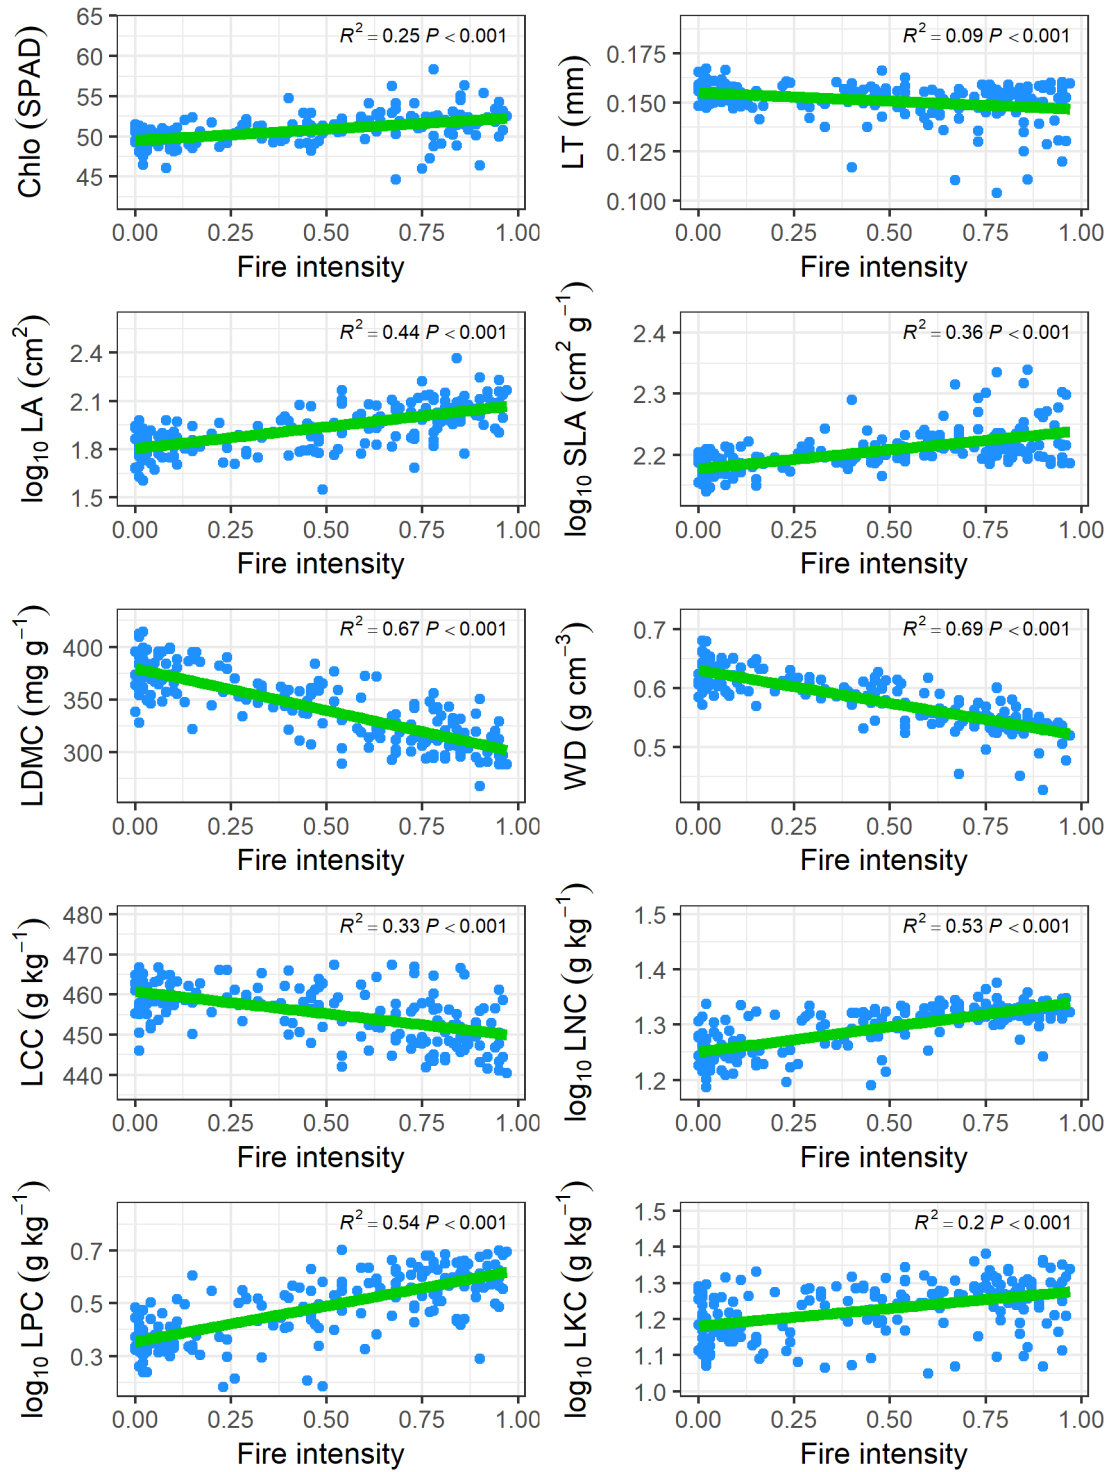 Chlo (SPAD)
65
60
55
50
45
R² = 0.25 P < 0.001
0.00 0.25 0.50 0.75 1.00
Fire intensity
LT (mm)
0.175
0.150
0.125
0.100
R² = 0.09 P < 0.001
0.00 0.25 0.50 0.75 1.00
Fire intensity
log₁₀ LA (cm²)
2.4
2.1
1.8
1.5
R² = 0.44 P < 0.001
0.00 0.25 0.50 0.75 1.00
Fire intensity
log₁₀ SLA (cm² g⁻¹)
2.4
2.3
2.2
R² = 0.36 P < 0.001
0.00 0.25 0.50 0.75 1.00
Fire intensity
LDMC (mg g⁻¹)
400
350
300
R² = 0.67 P < 0.001
0.00 0.25 0.50 0.75 1.00
Fire intensity
WD (g cm⁻³)
0.7
0.6
0.5
R² = 0.69 P < 0.001
0.00 0.25 0.50 0.75 1.00
Fire intensity
LCC (g kg⁻¹)
480
470
460
450
440
R² = 0.33 P < 0.001
0.00 0.25 0.50 0.75 1.00
Fire intensity
log₁₀ LNC (g kg⁻¹)
1.5
1.4
1.3
1.2
R² = 0.53 P < 0.001
0.00 0.25 0.50 0.75 1.00
Fire intensity
log₁₀ LPC (g kg⁻¹)
0.7
0.5
0.3
R² = 0.54 P < 0.001
0.00 0.25 0.50 0.75 1.00
Fire intensity
log₁₀ LKC (g kg⁻¹)
1.5
1.4
1.3
1.2
1.1
1.0
R² = 0.2 P < 0.001
0.00 0.25 0.50 0.75 1.00
Fire intensity